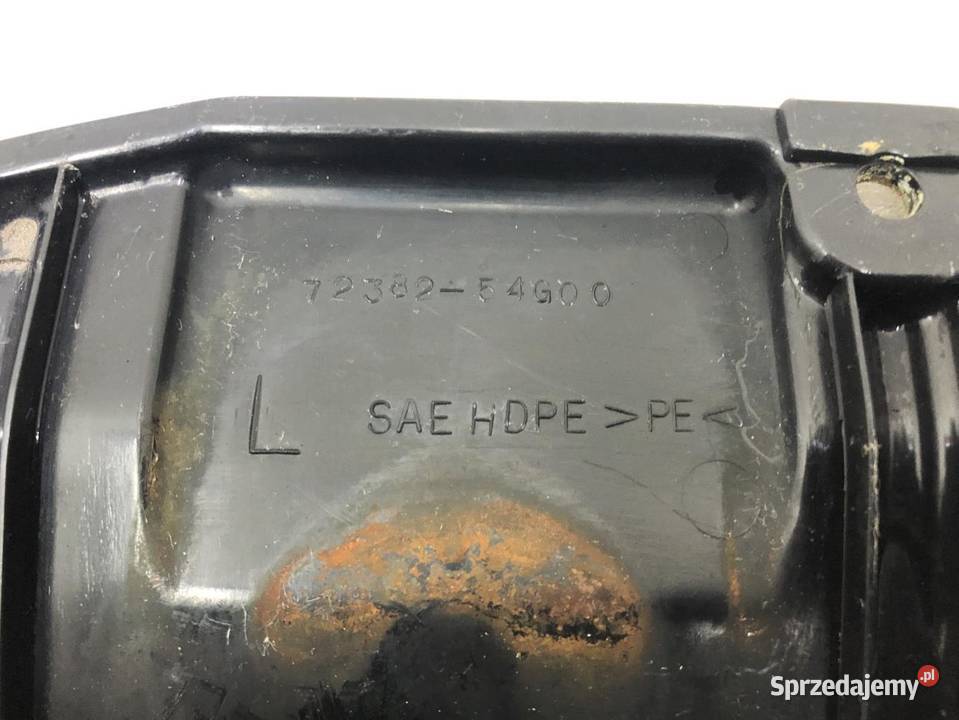 72382-54G00
L SAE HDPE >PE<
Sprzedajemy.pl